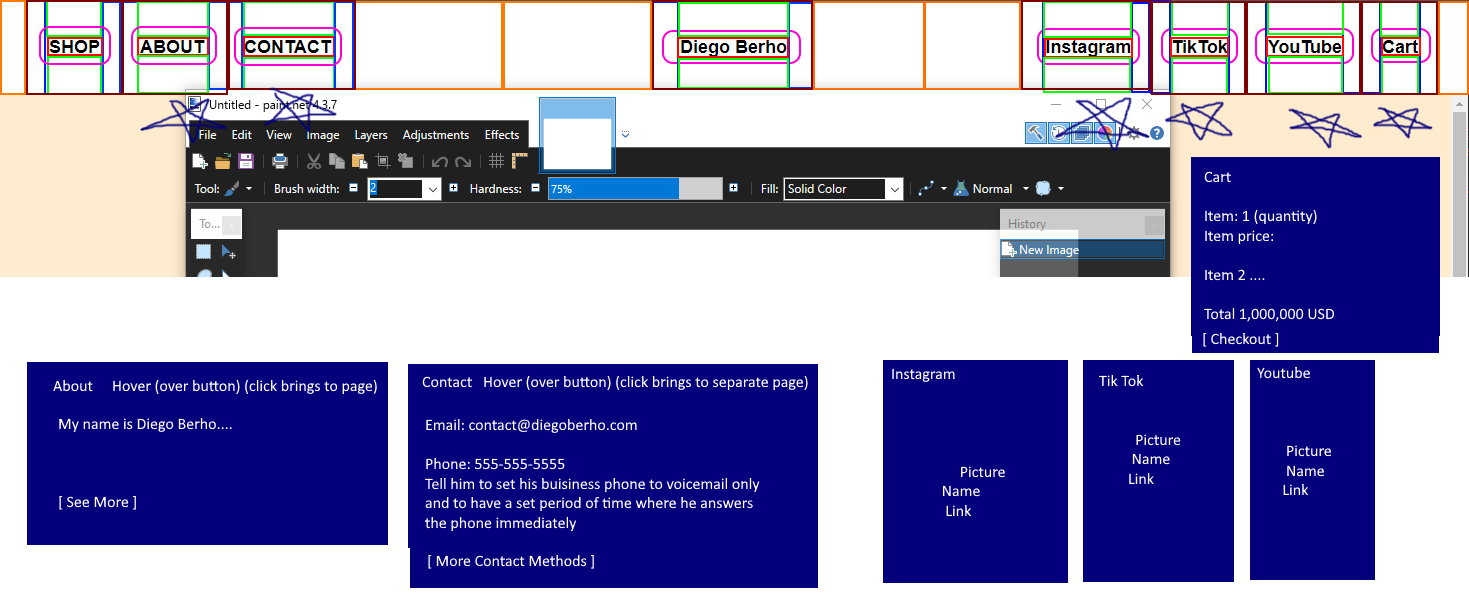 SHOP ABOUT CONTACT Diego Berho Instagram TikTok YouTube Cart
Untitled - paint.net 4.3.7
File Edit View Image Layers Adjustments Effects
Tool: Brush width: 2 Hardness: 75% Fill: Solid Color Normal
To...
History
New Image
Cart
Item: 1 (quantity)
Item price:
Item 2 ....
Total 1,000,000 USD
[ Checkout ]
About Hover (over button) (click brings to page)
My name is Diego Berho....
[ See More ]
Contact Hover (over button) (click brings to separate page)
Email: contact@diegoberho.com
Phone: 555-555-5555
Tell him to set his buisiness phone to voicemail only
and to have a set period of time where he answers
the phone immediately
[ More Contact Methods ]
Instagram
Picture
Name
Link
Tik Tok
Picture
Name
Link
Youtube
Picture
Name
Link